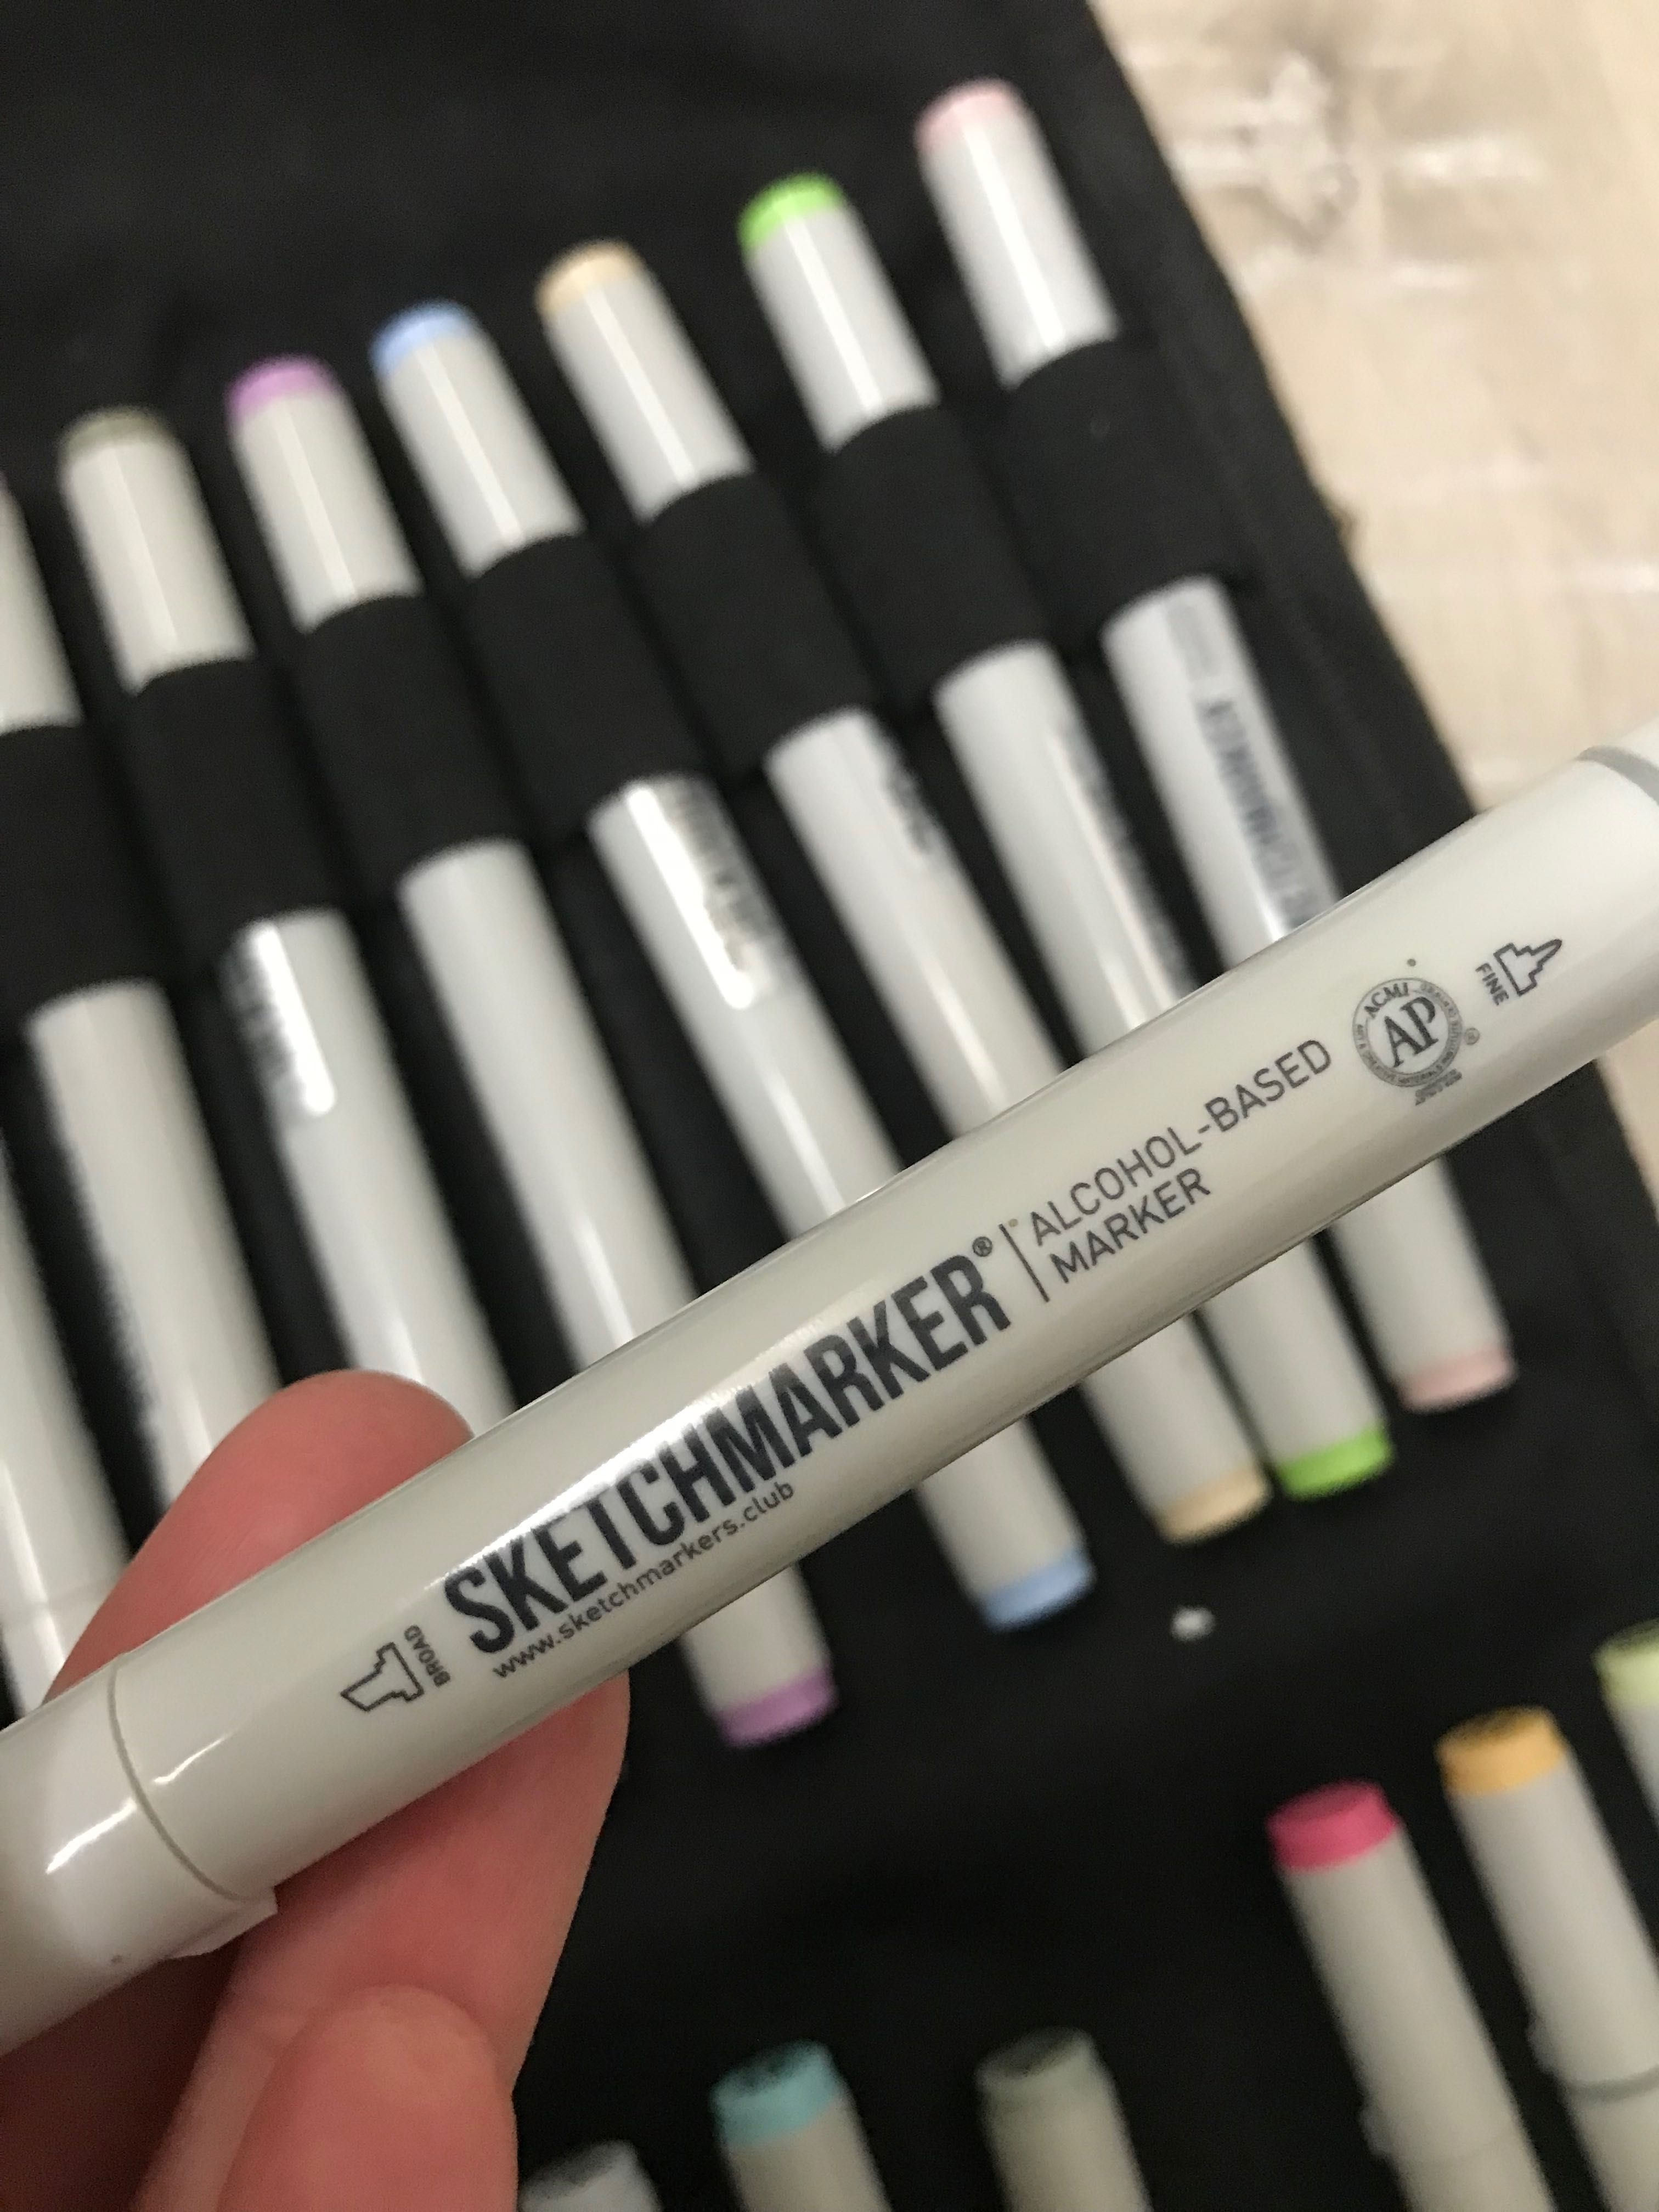 BROAD
SKETCHMARKER®
www.sketchmarkers.club
ALCOHOL-BASED
MARKER
ACMI
AP
®
FINE